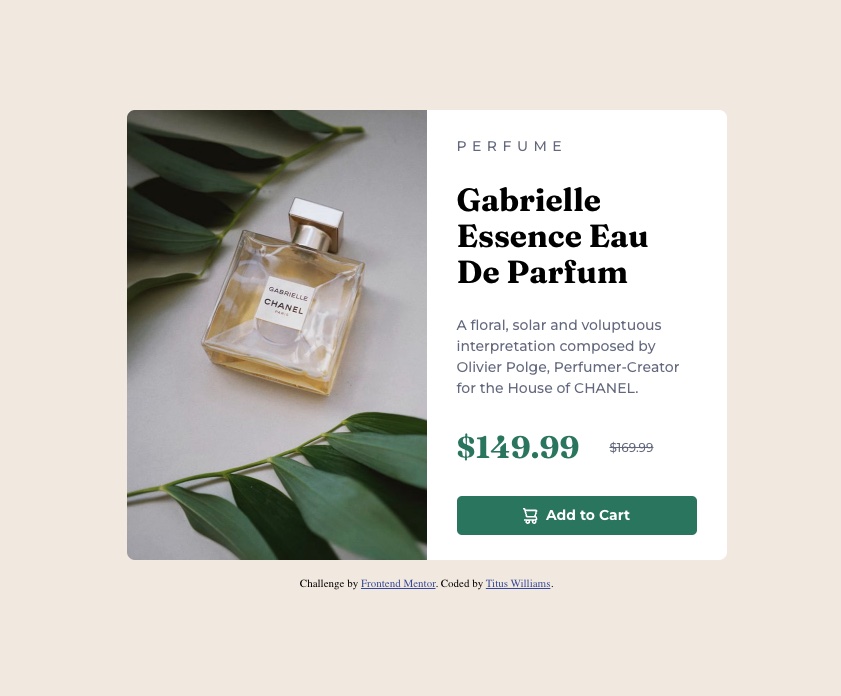 PERFUME
Gabrielle
Essence Eau
De Parfum
A floral, solar and voluptuous
interpretation composed by
Olivier Polge, Perfumer-Creator
for the House of CHANEL.
$149.99 $169.99
Add to Cart
GABRIELLE
CHANEL
PARIS
Challenge by Frontend Mentor. Coded by Titus Williams.